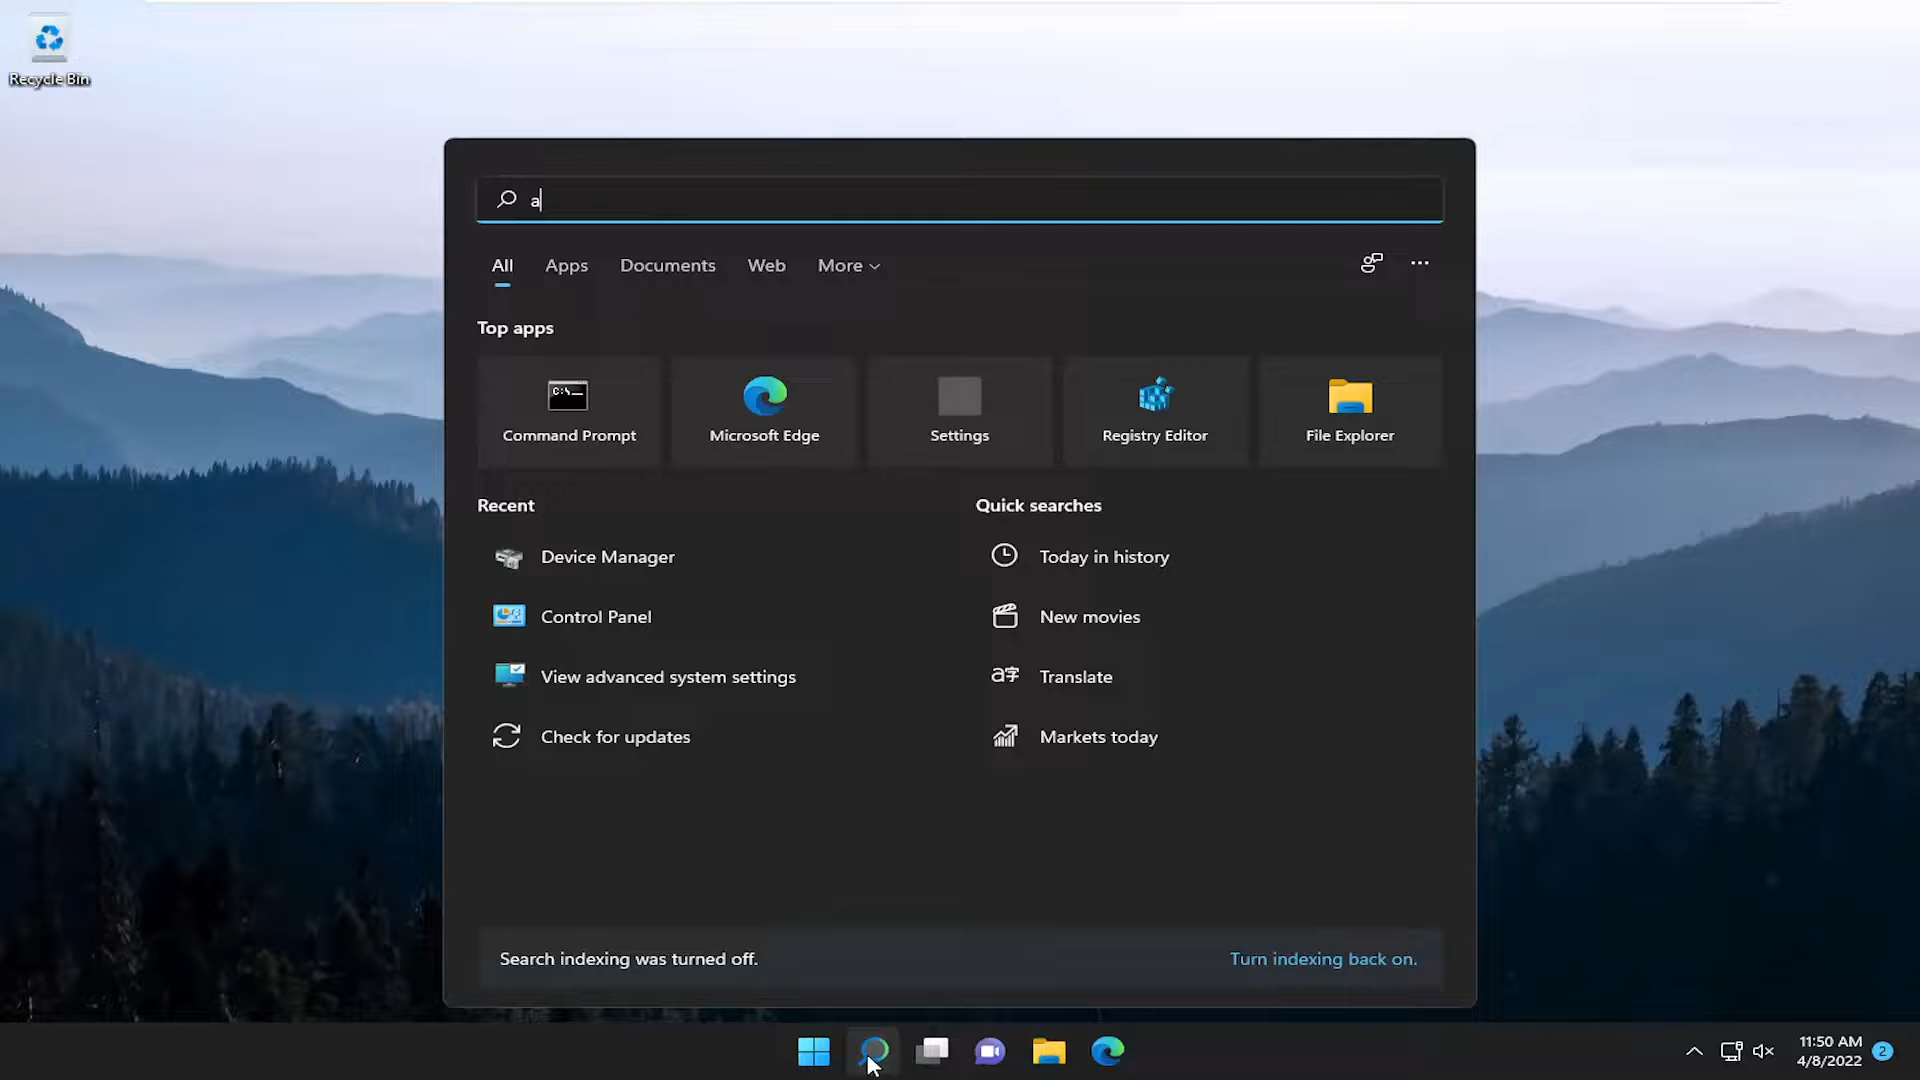 Recycle Bin
a
All Apps Documents Web More
Top apps
C:\
Command Prompt Microsoft Edge Settings Registry Editor File Explorer
Recent Quick searches
Device Manager Today in history
Control Panel New movies
View advanced system settings a字 Translate
Check for updates Markets today
Search indexing was turned off. Turn indexing back on.
11:50 AM
4/8/2022 2